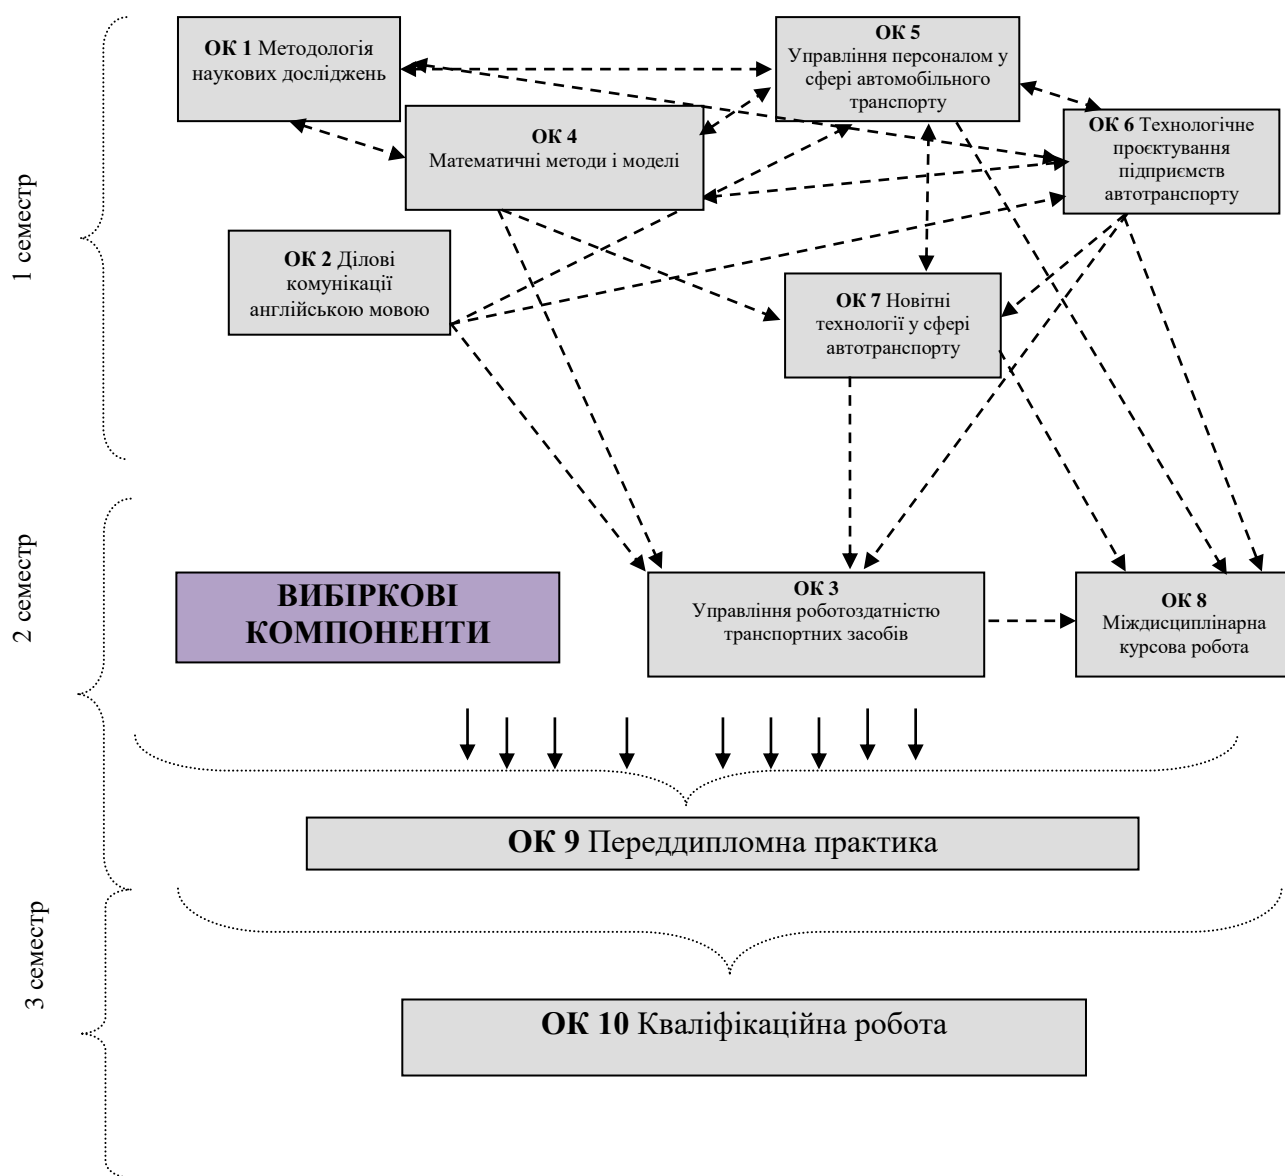 1 семестр
ОК 1 Методологія
наукових досліджень
ОК 5
Управління персоналом у
сфері автомобільного
транспорту
ОК 4
Математичні методи і моделі
ОК 6 Технологічне
проєктування
підприємств
автотранспорту
ОК 2 Ділові
комунікації
англійською мовою
ОК 7 Новітні
технології у сфері
автотранспорту
2 семестр
ВИБІРКОВІ
КОМПОНЕНТИ
ОК 3
Управління роботоздатністю
транспортних засобів
ОК 8
Міждисциплінарна
курсова робота
ОК 9 Переддипломна практика
3 семестр
ОК 10 Кваліфікаційна робота